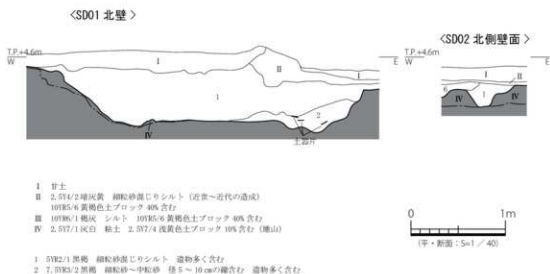 <SD01 北壁>
<SD02 北側壁面>
T.P.+4.6m
W
E
T.P.+4.6m
W
E
Ⅰ
Ⅲ
Ⅰ
1
2
Ⅳ
土器片
Ⅰ
Ⅱ
6
1
Ⅳ
Ⅳ
Ⅰ 甘土
Ⅱ 2.5Y4/2 暗灰黄 細粒砂混じりシルト (近世～近代の造成)
10YR5/6 黄褐色土ブロック 40% 含む
Ⅲ 10YR6/1 褐灰 シルト 10YR5/6 黄褐色土ブロック 40% 含む
Ⅳ 2.5Y7/1 灰白 粘土 2.5Y7/4 浅黄色土ブロック 10% 含む (地山)
1 5YR2/1 黒褐 細粒砂混じりシルト 遺物多く含む
2 7.5YR3/2 黒褐 細粒砂～中粒砂 径 5 ～ 10 ㎝の礫含む 遺物多く含む
0 1m
(平・断面:S=1 / 40)